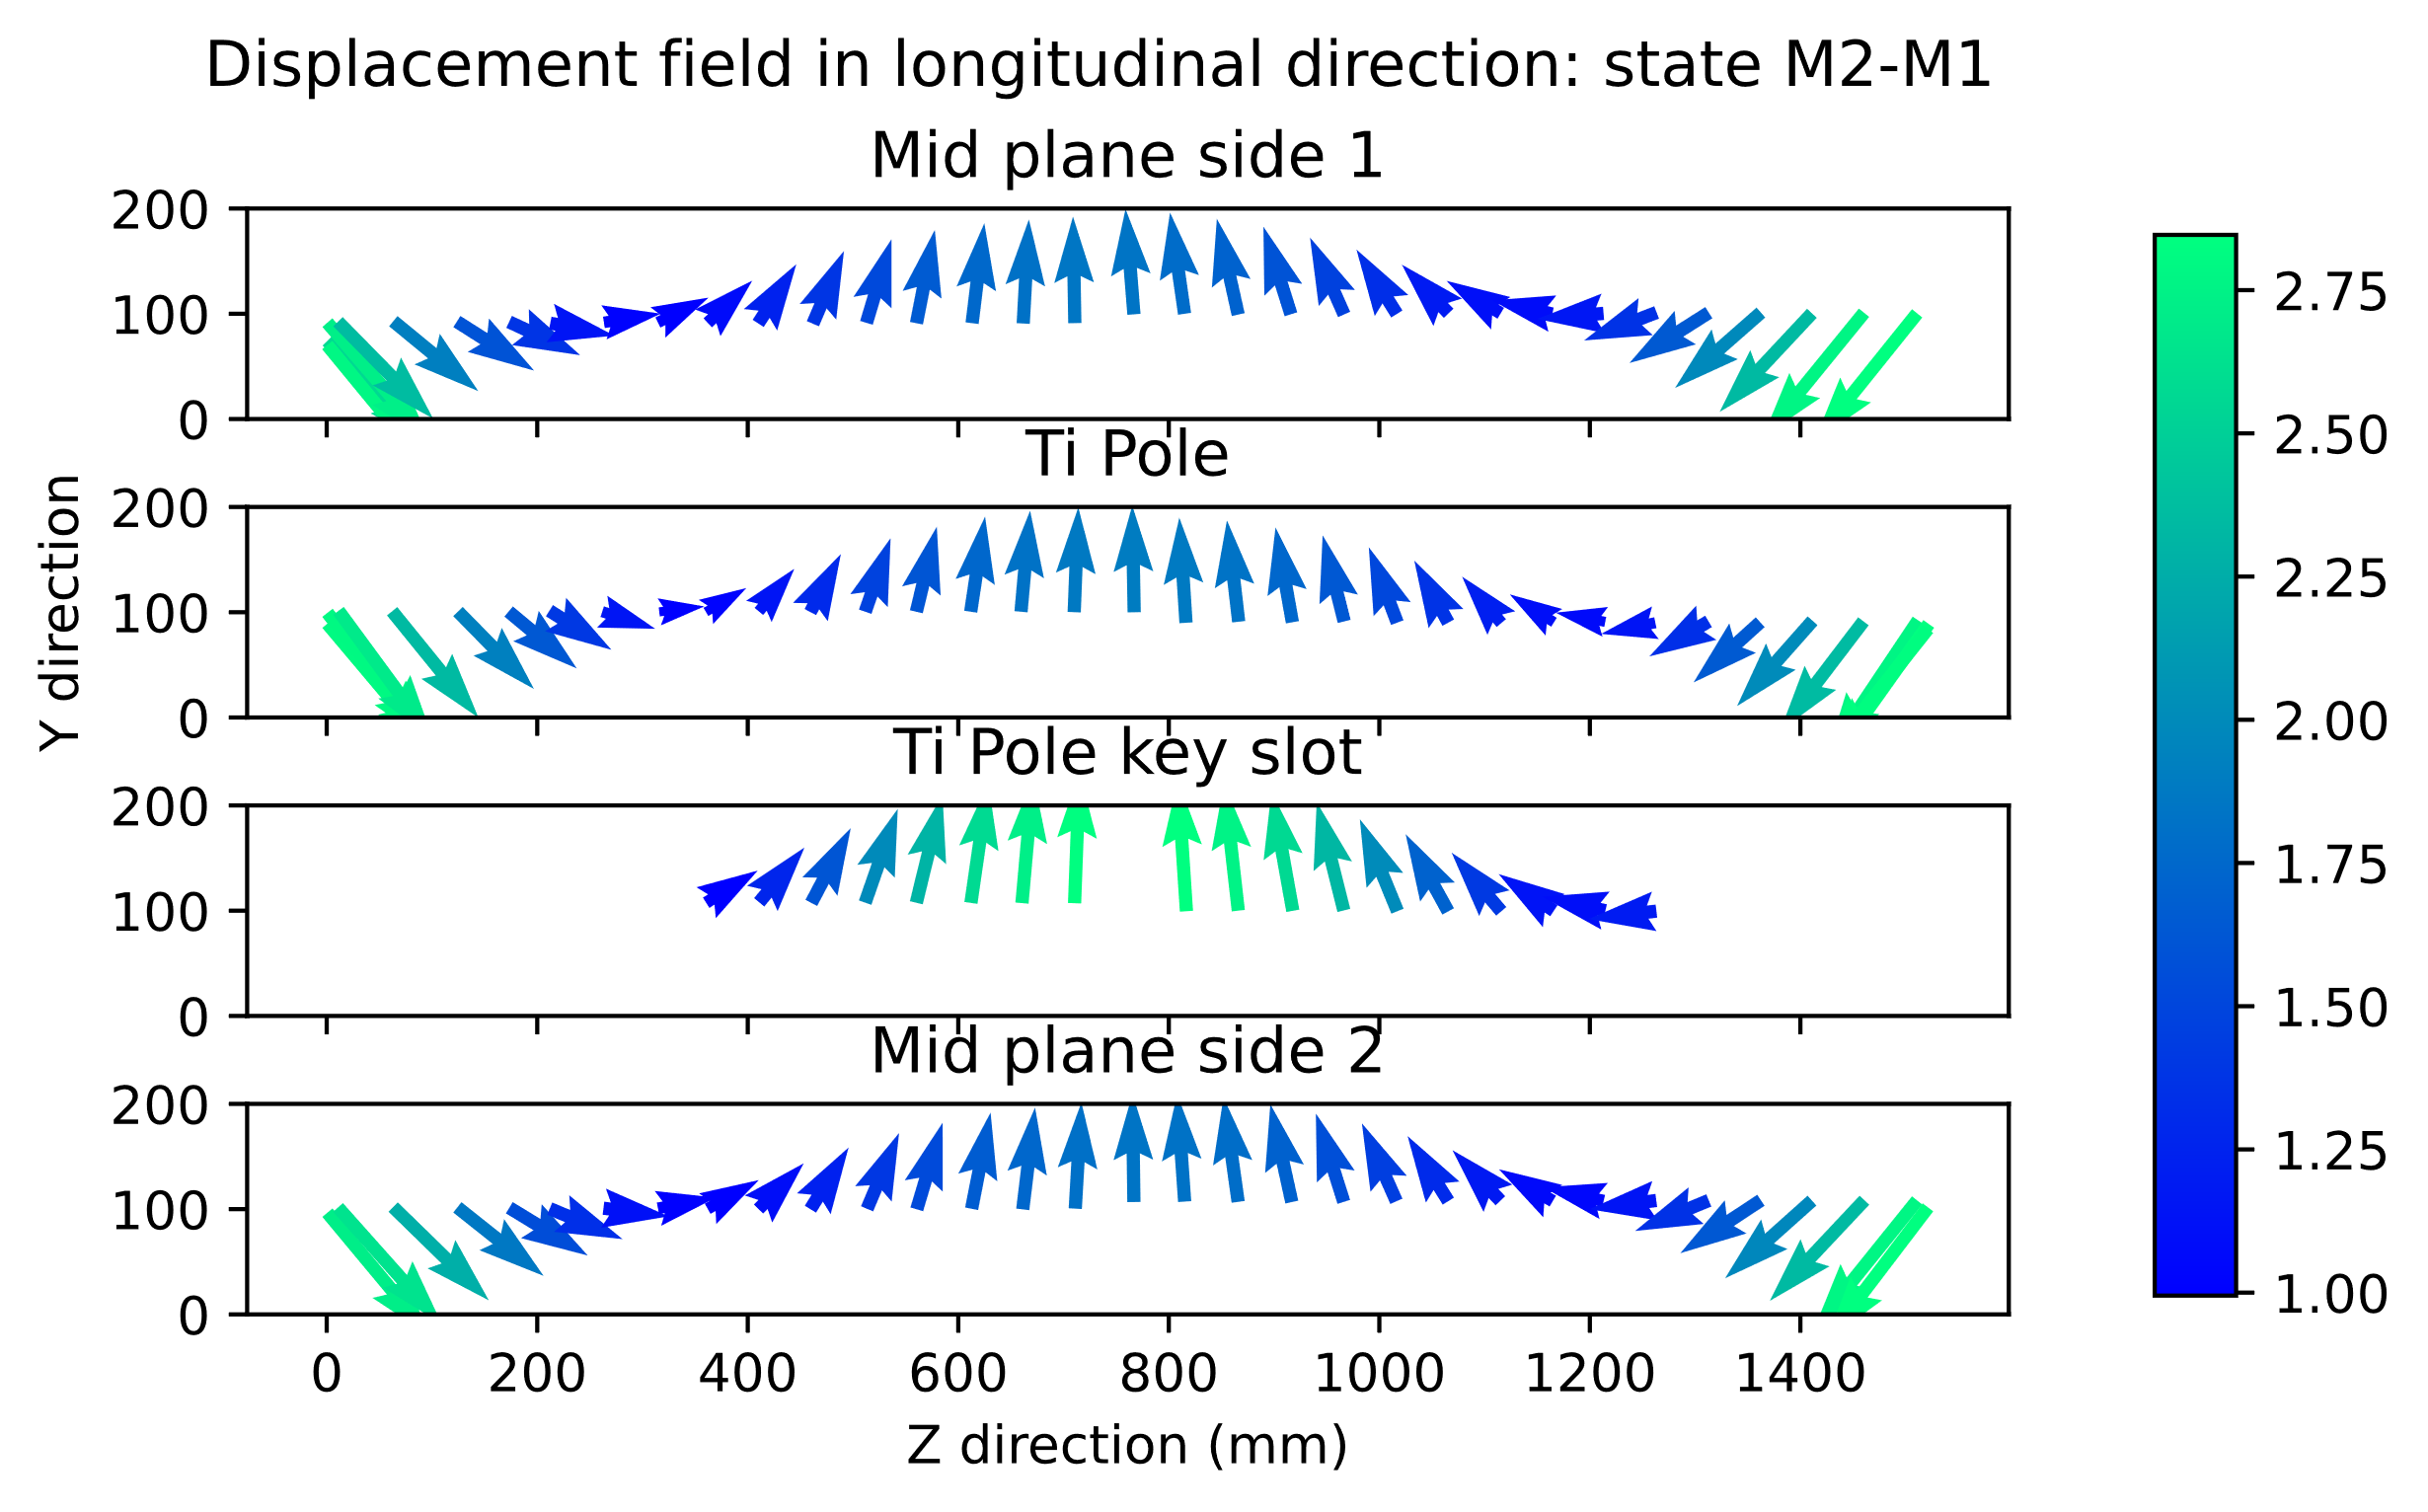 Displacement field in longitudinal direction: state M2-M1
Mid plane side 1
200
100
0
Ti Pole
200
100
0
Ti Pole key slot
200
100
0
Mid plane side 2
200
100
0
0 200 400 600 800 1000 1200 1400
Z direction (mm)
Y direction
2.75
2.50
2.25
2.00
1.75
1.50
1.25
1.00